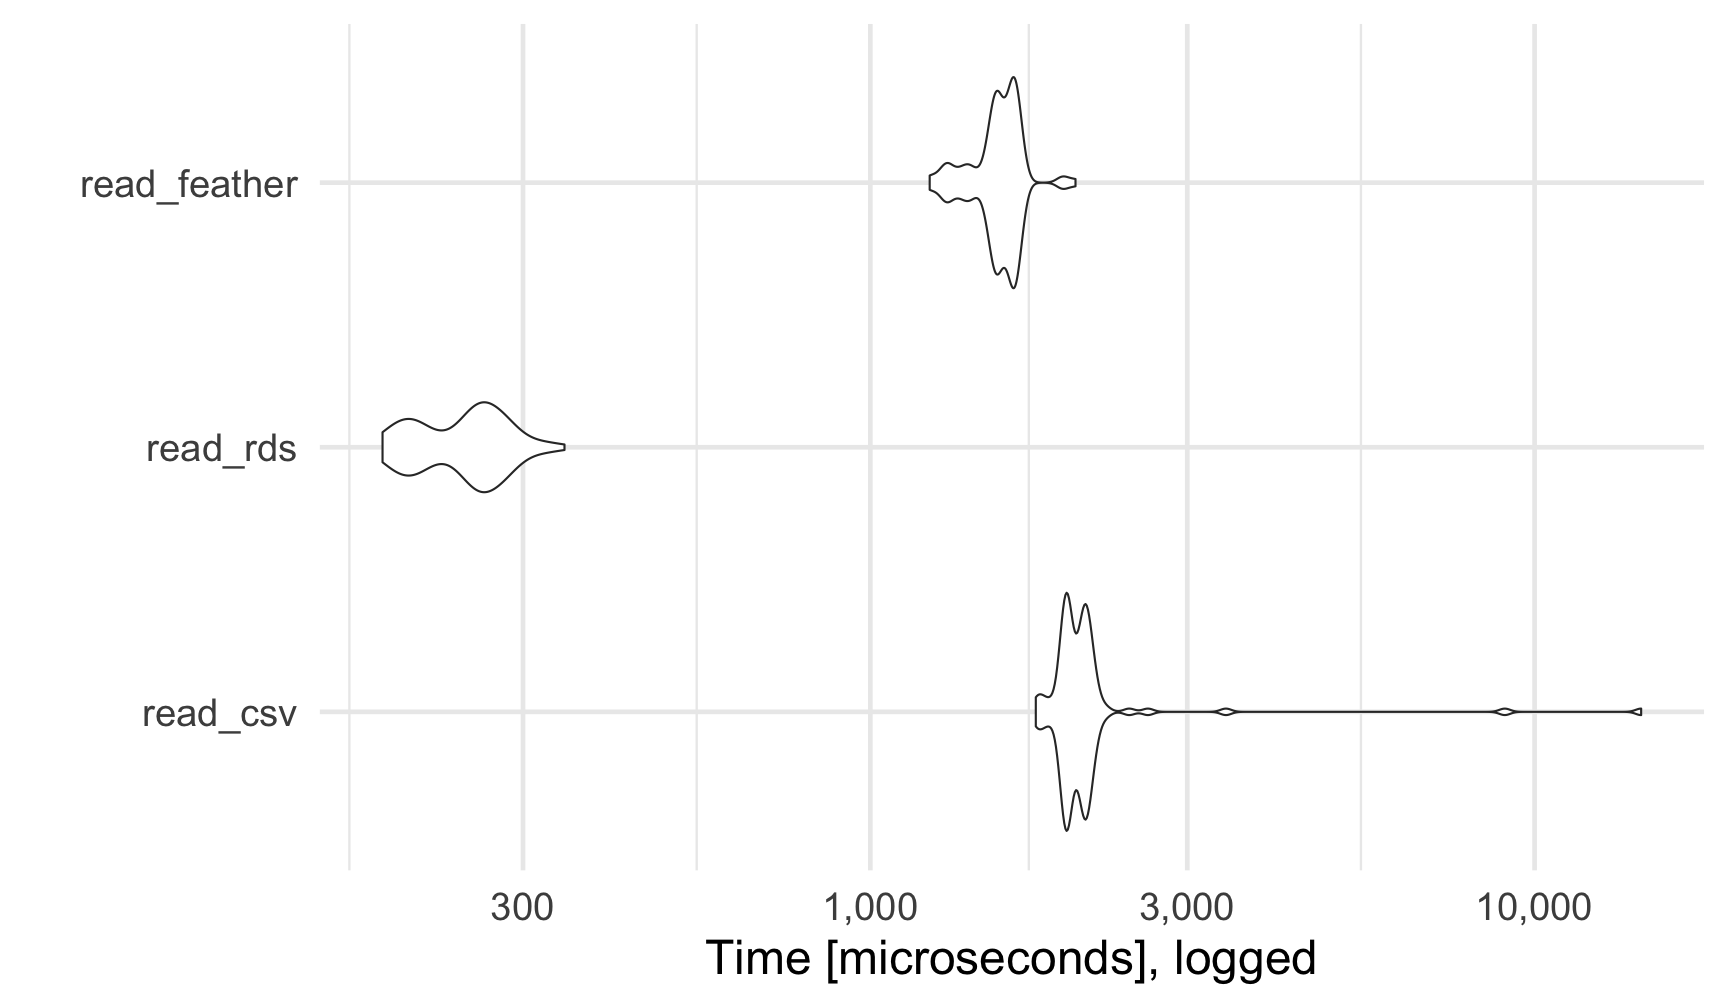 read_feather
read_rds
read_csv
300 1,000 3,000 10,000
Time [microseconds], logged